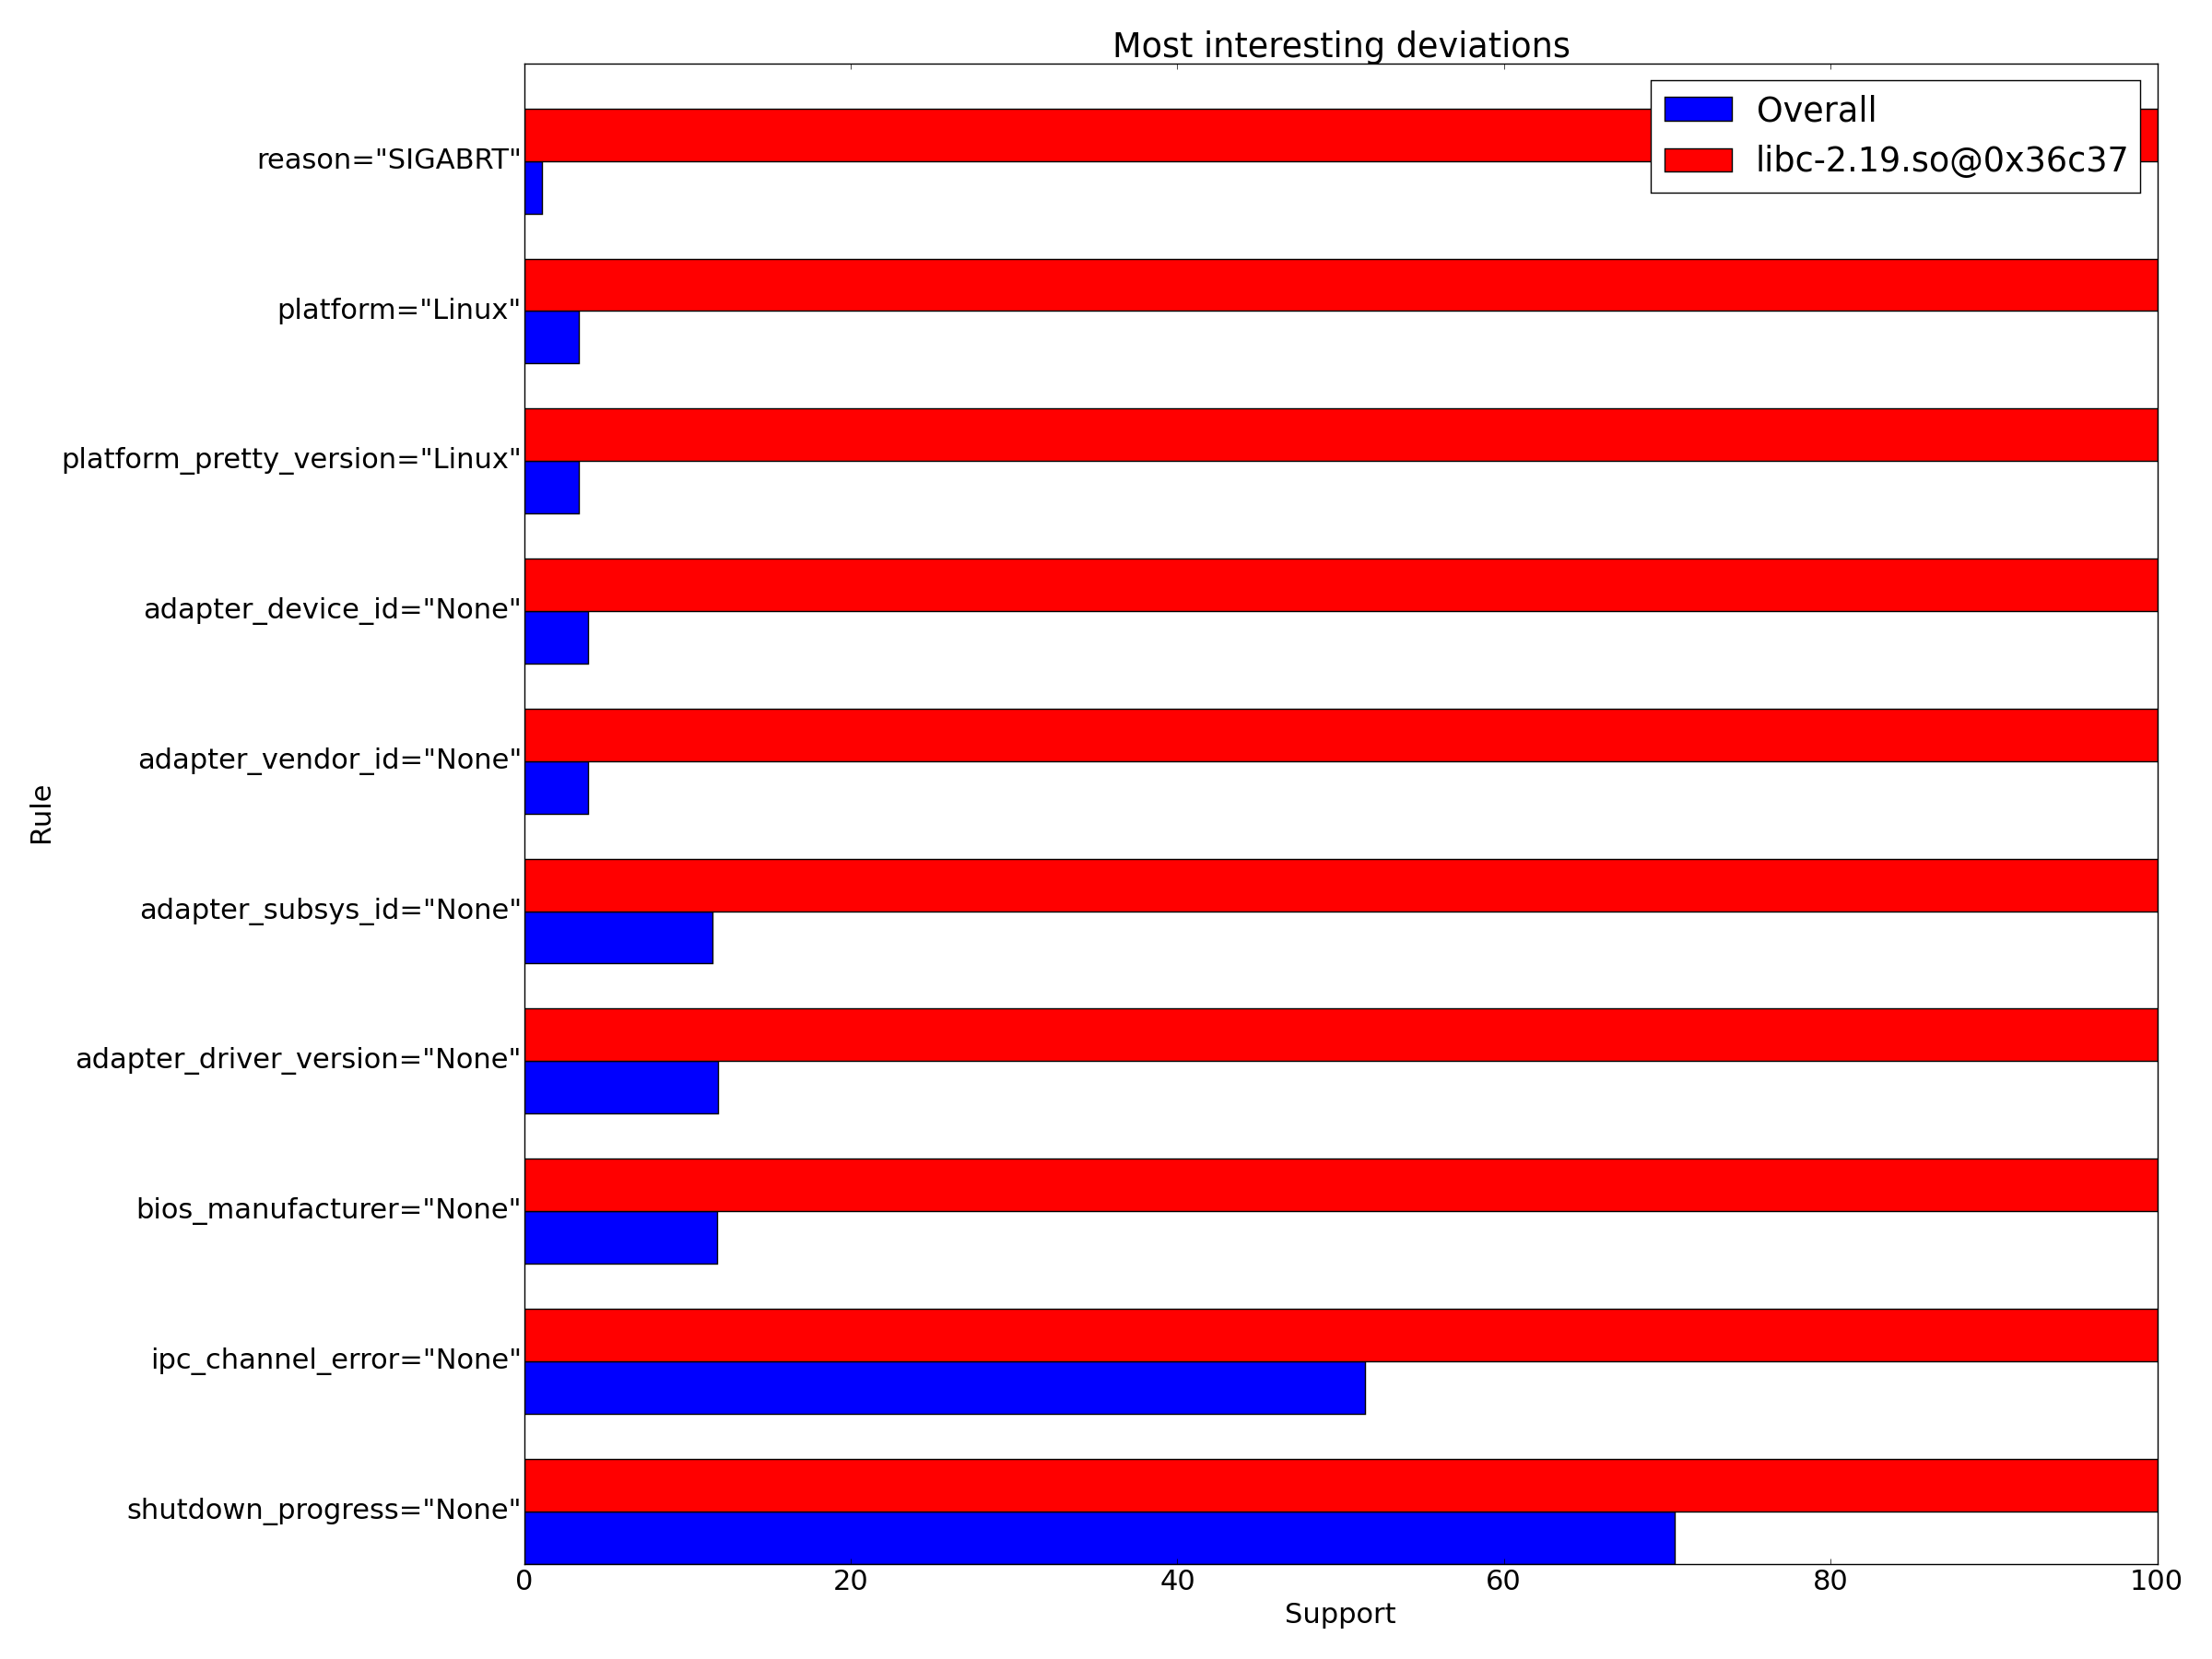 Most interesting deviations
Overall
libc-2.19.so@0x36c37
reason="SIGABRT"
platform="Linux"
platform_pretty_version="Linux"
adapter_device_id="None"
adapter_vendor_id="None"
adapter_subsys_id="None"
adapter_driver_version="None"
bios_manufacturer="None"
ipc_channel_error="None"
shutdown_progress="None"
Rule
0 20 40 60 80 100
Support